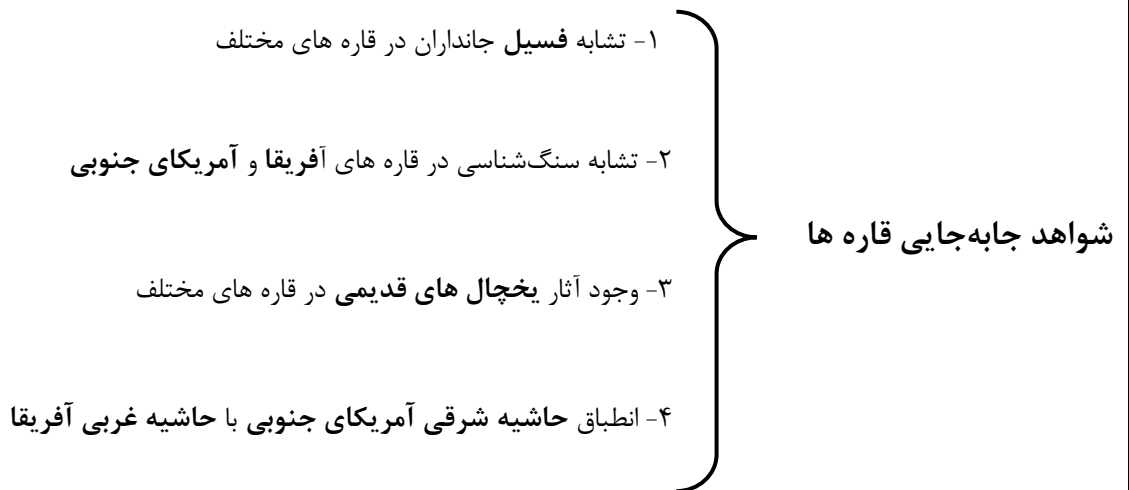 شواهد جابه‌جایی قاره ها
۱- تشابه فسیل جانداران در قاره های مختلف
۲- تشابه سنگ‌شناسی در قاره های آفریقا و آمریکای جنوبی
۳- وجود آثار یخچال های قدیمی در قاره های مختلف
۴- انطباق حاشیه شرقی آمریکای جنوبی با حاشیه غربی آفریقا